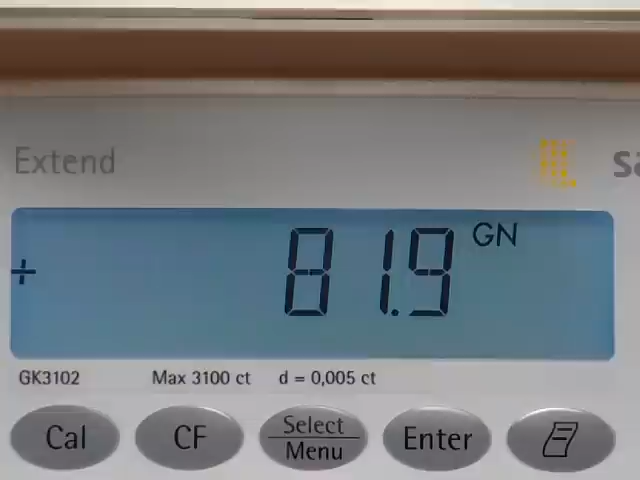 Extend
+ 81.9 GN
GK3102 Max 3100 ct d = 0,005 ct
Cal CF Select Enter
Menu